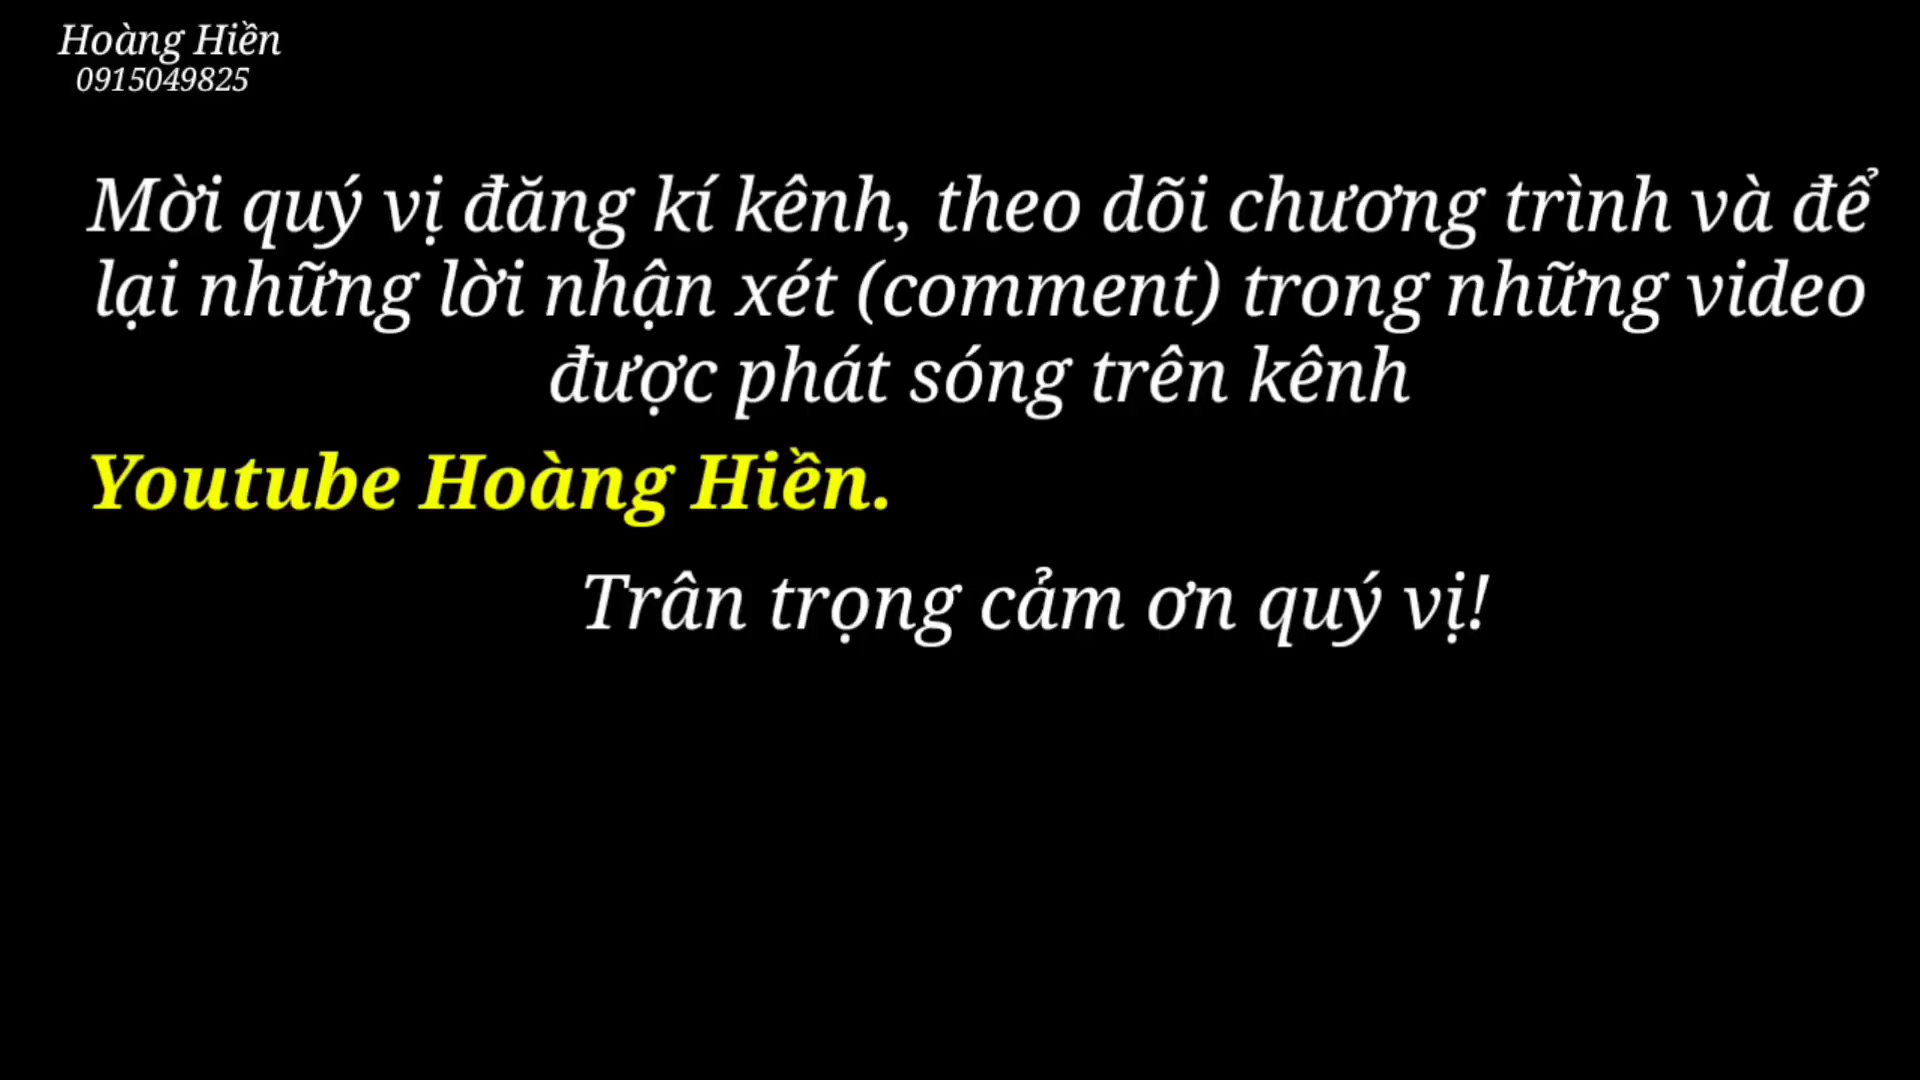 Hoàng Hiền
0915049825
Mời quý vị đăng kí kênh, theo dõi chương trình và để
lại những lời nhận xét (comment) trong những video
được phát sóng trên kênh
Youtube Hoàng Hiền.
Trân trọng cảm ơn quý vị!